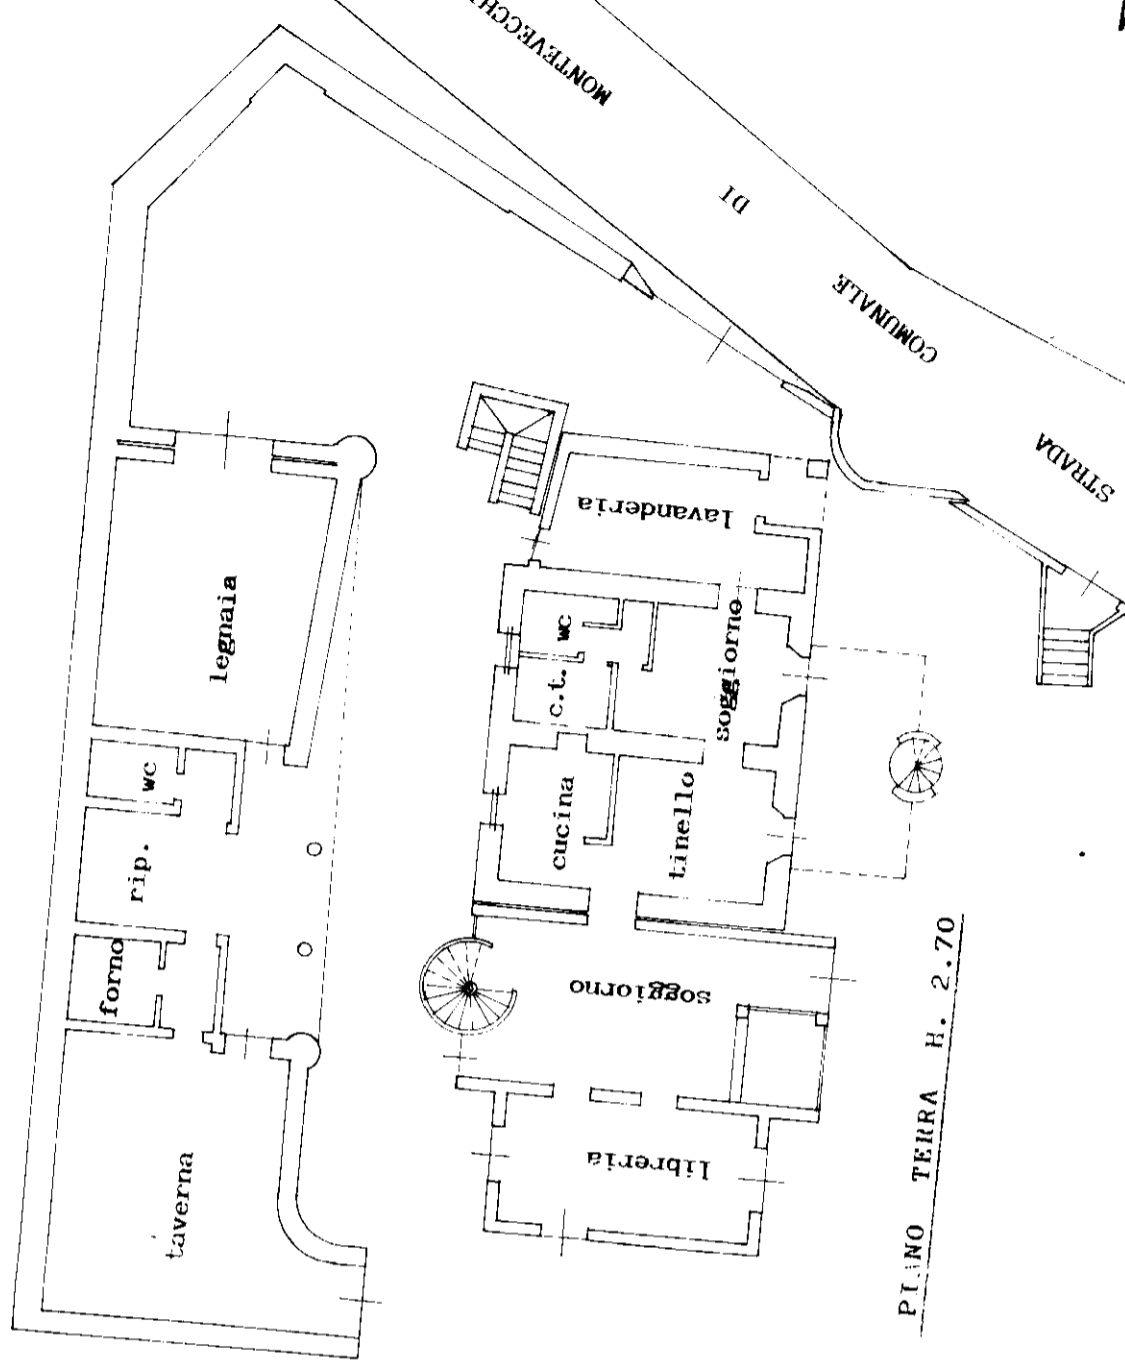 STRADA COMUNALE DI MONTEVECCHI
legnaia
wc
rip.
forno
taverna
lavanderia
wc
c.t.
soggiorno
cucina
tinello
soggiorno
libreria
PIANO TERRA H. 2.70